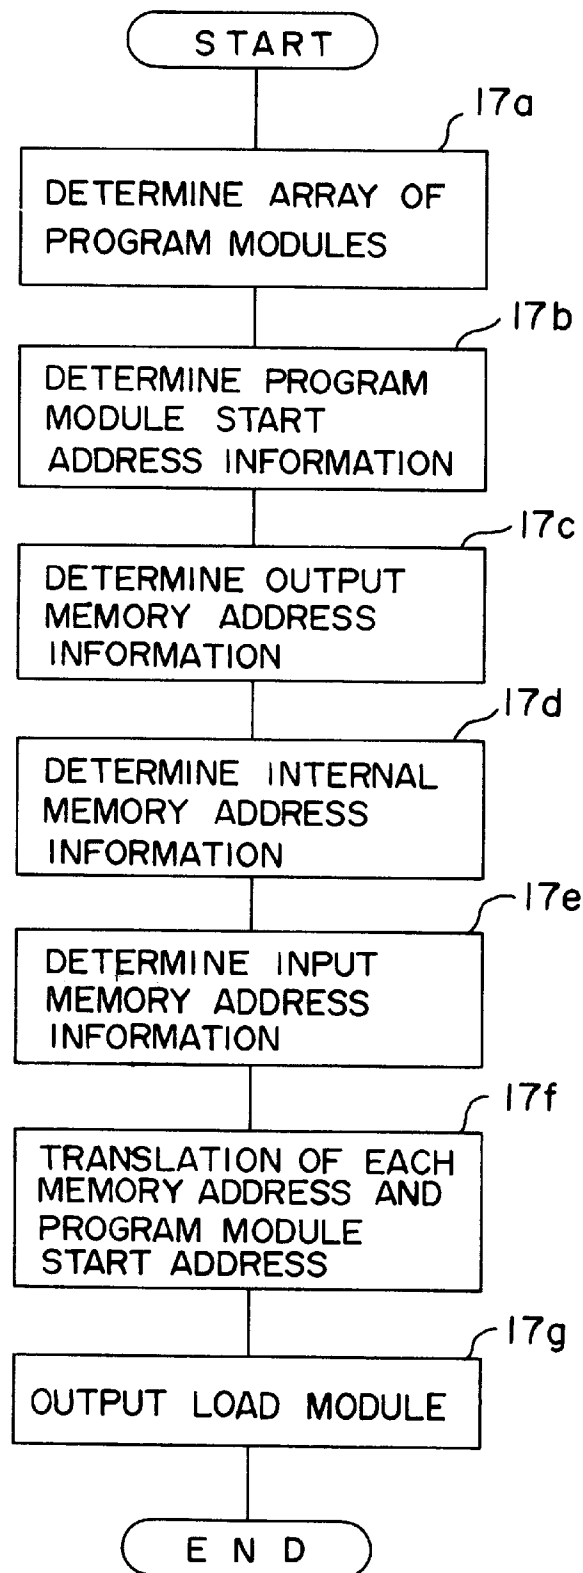 START
17a
DETERMINE ARRAY OF
PROGRAM MODULES
17b
DETERMINE PROGRAM
MODULE START
ADDRESS INFORMATION
17c
DETERMINE OUTPUT
MEMORY ADDRESS
INFORMATION
17d
DETERMINE INTERNAL
MEMORY ADDRESS
INFORMATION
17e
DETERMINE INPUT
MEMORY ADDRESS
INFORMATION
17f
TRANSLATION OF EACH
MEMORY ADDRESS AND
PROGRAM MODULE
START ADDRESS
17g
OUTPUT LOAD MODULE
END